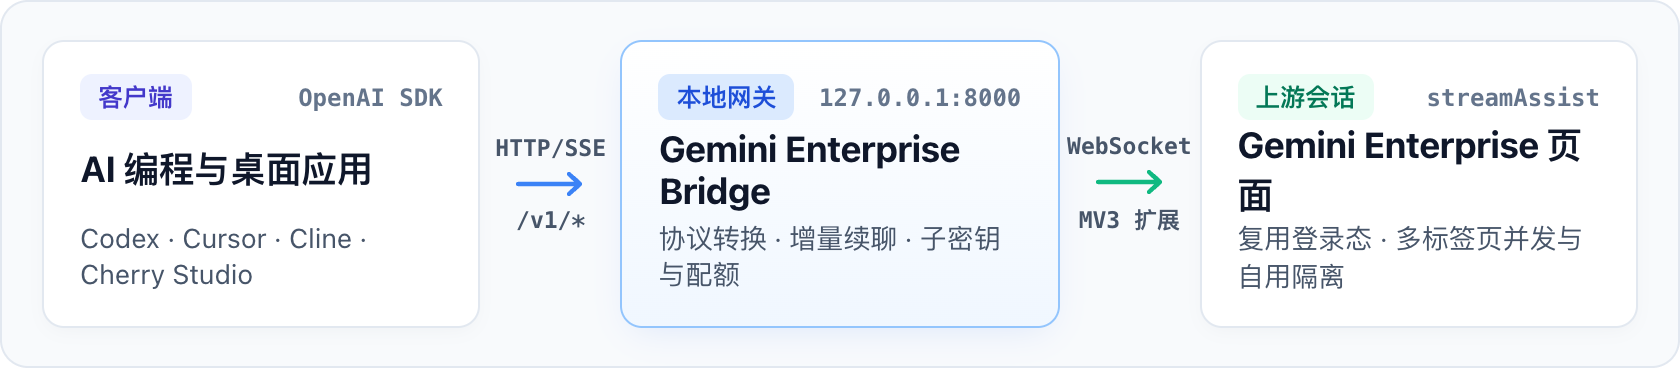 客户端
OpenAI SDK
AI 编程与桌面应用
Codex · Cursor · Cline ·
Cherry Studio
HTTP/SSE
/v1/*
本地网关
127.0.0.1:8000
Gemini Enterprise
Bridge
协议转换 · 增量续聊 · 子密钥
与配额
WebSocket
MV3 扩展
上游会话
streamAssist
Gemini Enterprise 页
面
复用登录态 · 多标签页并发与
自用隔离